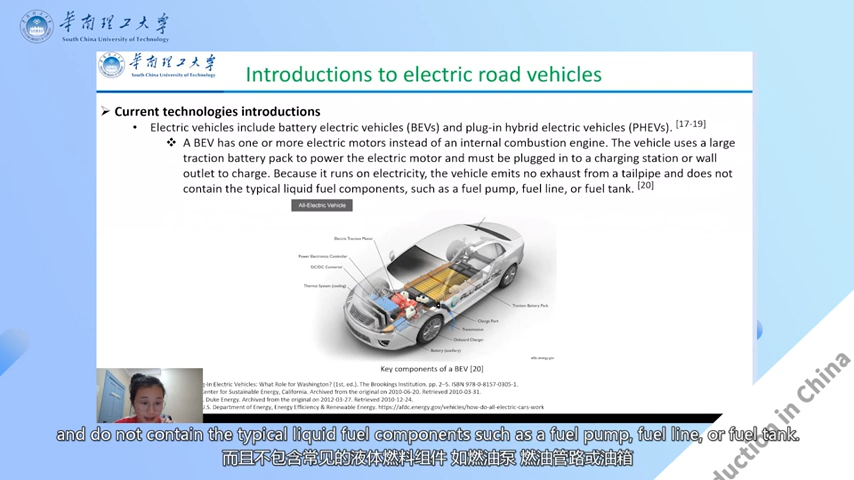 华南理工大学
South China University of Technology
华南理工大学
South China University of Technology
Introductions to electric road vehicles
➢ Current technologies introductions
• Electric vehicles include battery electric vehicles (BEVs) and plug-in hybrid electric vehicles (PHEVs). [17-19]
❖ A BEV has one or more electric motors instead of an internal combustion engine. The vehicle uses a large
traction battery pack to power the electric motor and must be plugged in to a charging station or wall
outlet to charge. Because it runs on electricity, the vehicle emits no exhaust from a tailpipe and does not
contain the typical liquid fuel components, such as a fuel pump, fuel line, or fuel tank. [20]
All-Electric Vehicle
Electric Traction Motor
Power Electronics Controller
DC/DC Converter
Thermal System (cooling)
Traction Battery Pack
Charge Port
Transmission
Onboard Charger
Battery (auxiliary)
afdc.energy.gov
Key components of a BEV [20]
g-In Electric Vehicles: What Role for Washington? (1st. ed.). The Brookings Institution. pp. 2–5. ISBN 978-0-8157-0305-1.
enter for Sustainable Energy, California. Archived from the original on 2010-06-20. Retrieved 2010-03-31.
Duke Energy. Archived from the original on 2012-03-27. Retrieved 2010-12-24.
U.S. Department of Energy, Energy Efficiency & Renewable Energy. https://afdc.energy.gov/vehicles/how-do-all-electric-cars-work
and do not contain the typical liquid fuel components such as a fuel pump, fuel line, or fuel tank.
而且不包含常见的液体燃料组件 如燃油泵 燃油管路或油箱
duction in China